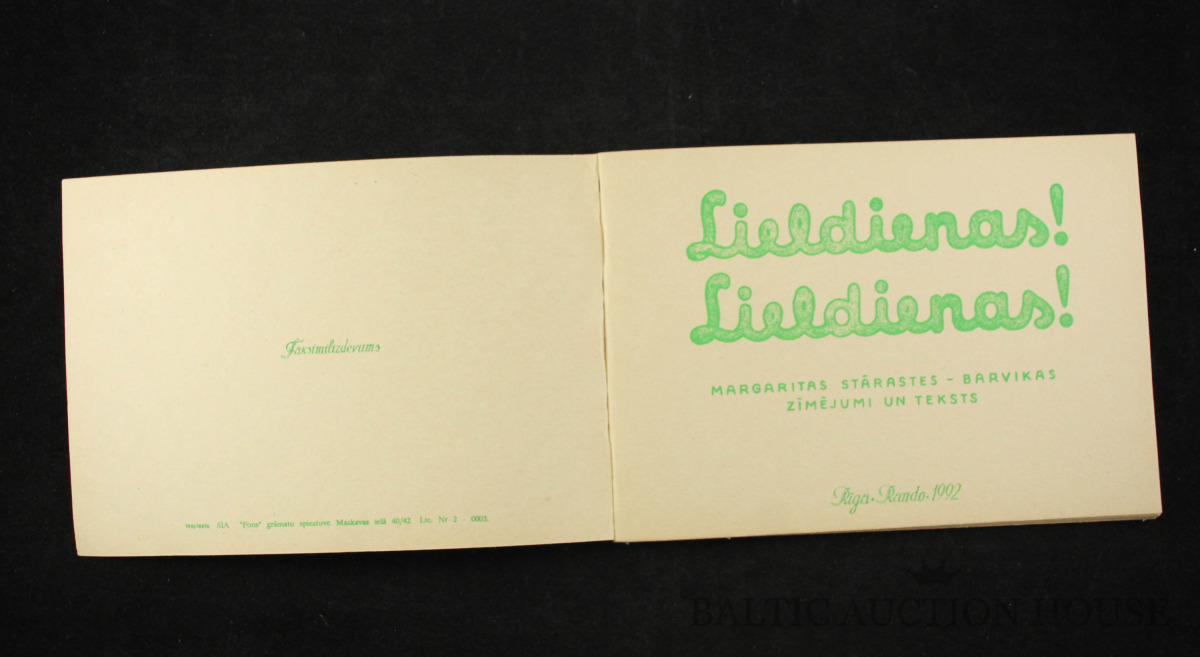 Faksimilizdevums
SIA "Fons" grāmatu spiestuve Maskavas ielā 40/42 Lic. Nr 2 - 0003.
Lieldienas!
Lieldienas!
MARGARITAS STĀRASTES - BARVIKAS
ZĪMĒJUMI UN TEKSTS
Rīga. Rando. 1992
BALTIC AUCTION HOUSE